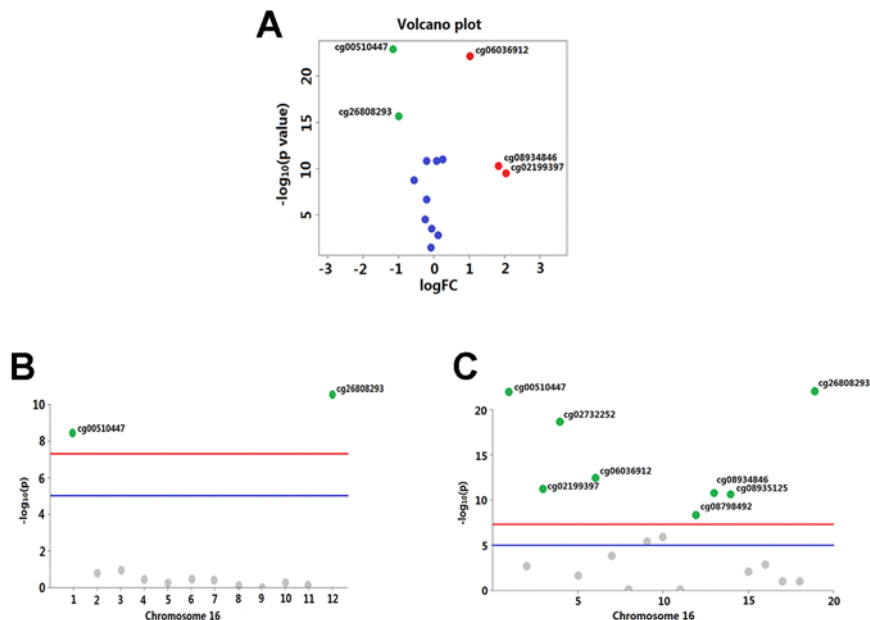 A
Volcano plot
cg00510447
cg06036912
20
cg26808293
15
cg08934846
10
cg02199397
5
-log₁₀(p value)
-3 -2 -1 0 1 2 3
logFC
B
cg26808293
10
cg00510447
8
6
4
2
0
-log₁₀(p)
1 2 3 4 5 6 7 8 9 10 11 12
Chromosome 16
C
cg00510447
cg26808293
20
cg02732252
15
cg06036912
cg02199397
cg08934846
cg08935125
10
cg08798492
5
0
-log₁₀(p)
5 10 15 20
Chromosome 16